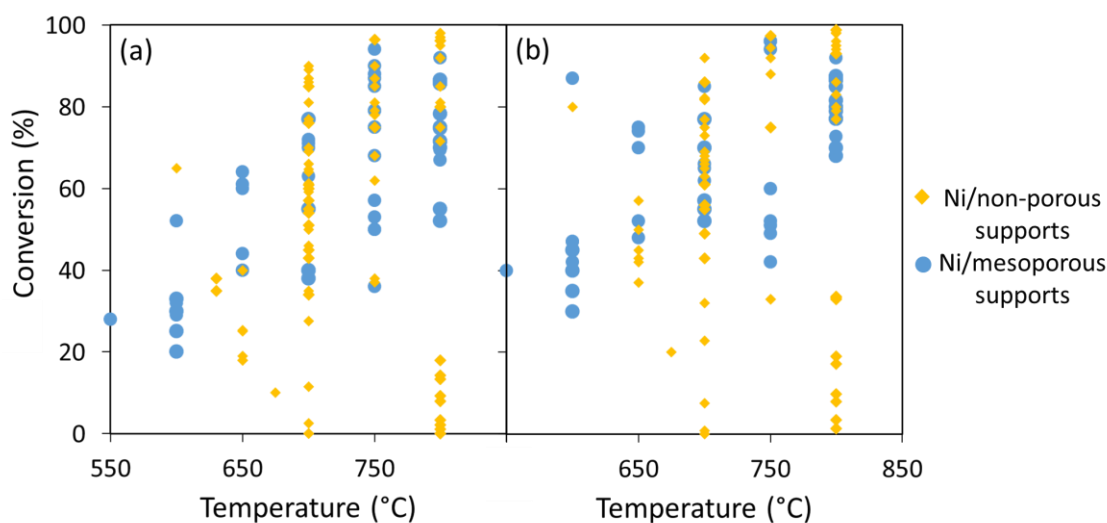 (a)
(b)
Conversion (%)
100
80
60
40
20
0
550
650
750
650
750
850
Temperature (°C)
Temperature (°C)
Ni/non-porous
supports
Ni/mesoporous
supports